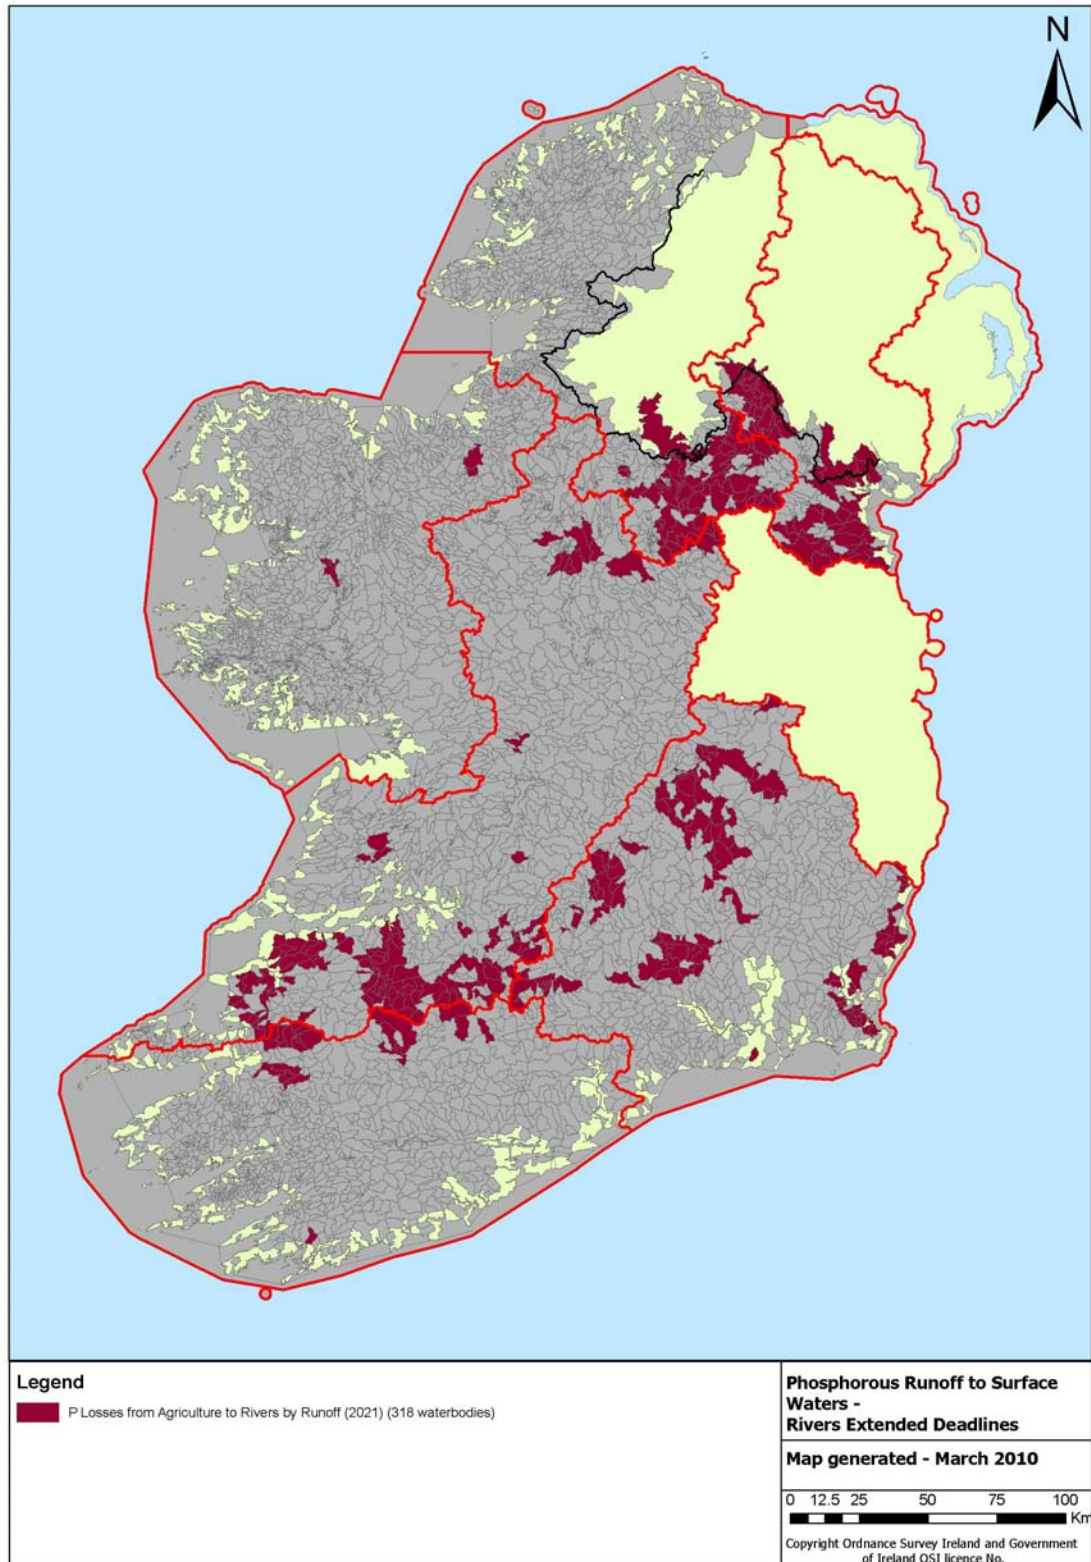 N
Legend
P Losses from Agriculture to Rivers by Runoff (2021) (318 waterbodies)
Phosphorous Runoff to Surface
Waters -
Rivers Extended Deadlines
Map generated - March 2010
0 12.5 25 50 75 100
Km
Copyright Ordnance Survey Ireland and Government
of Ireland OSI licence No.